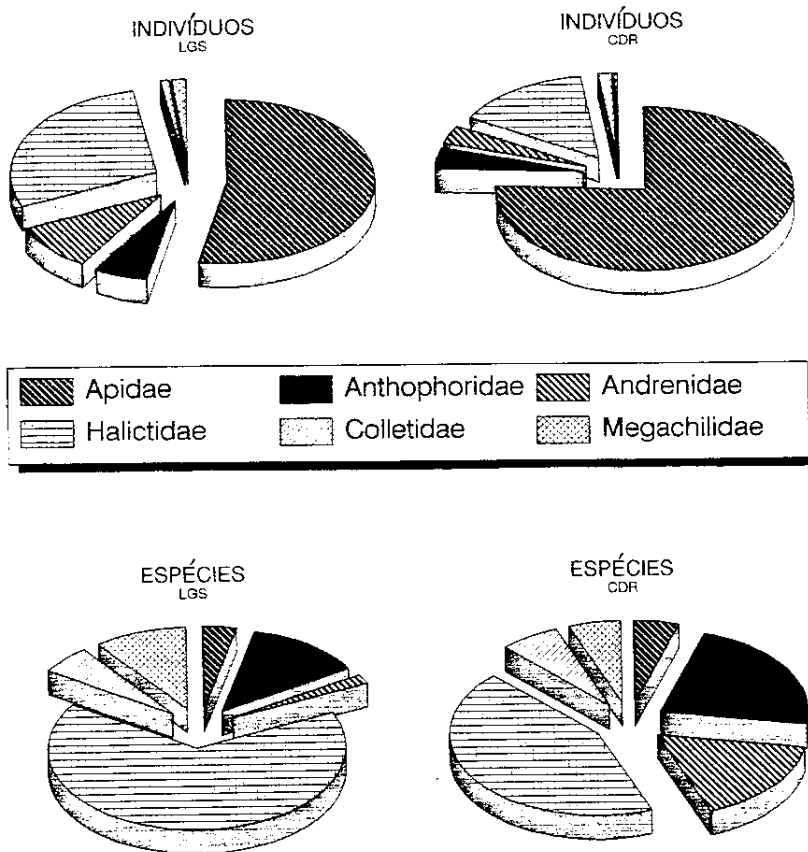 INDIVÍDUOS
LGS
INDIVÍDUOS
CDR
Apidae
Anthophoridae
Andrenidae
Halictidae
Colletidae
Megachilidae
ESPÉCIES
LGS
ESPÉCIES
CDR